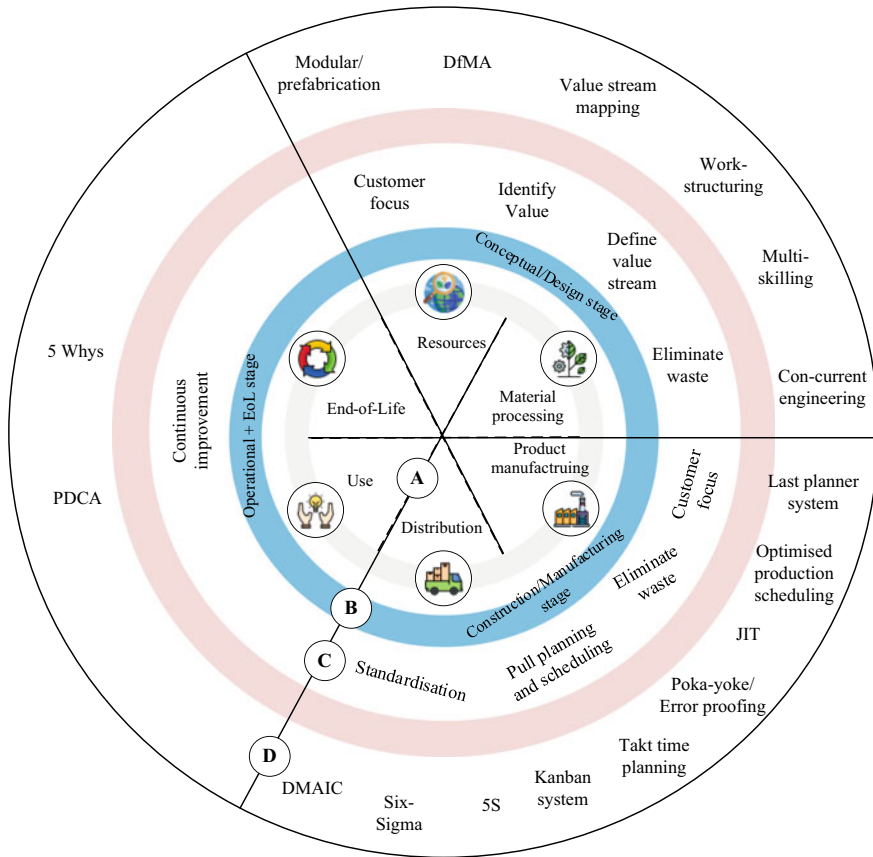 Modular/
prefabrication
DfMA
Value stream
mapping
Work-
structuring
Multi-
skilling
Con-current
engineering
Customer
focus
Identify
Value
Define
value
stream
Eliminate
waste
Conceptual/Design stage
Resources
Material
processing
End-of-Life
Product
manufactruing
Use
Distribution
A
5 Whys
PDCA
Continuous
improvement
Operational + EoL stage
Customer
focus
Eliminate
waste
Construction/Manufacturing
stage
Pull planning
and scheduling
Standardisation
B
C
D
Last planner
system
Optimised
production
scheduling
JIT
Poka-yoke/
Error proofing
Takt time
planning
Kanban
system
5S
Six-
Sigma
DMAIC